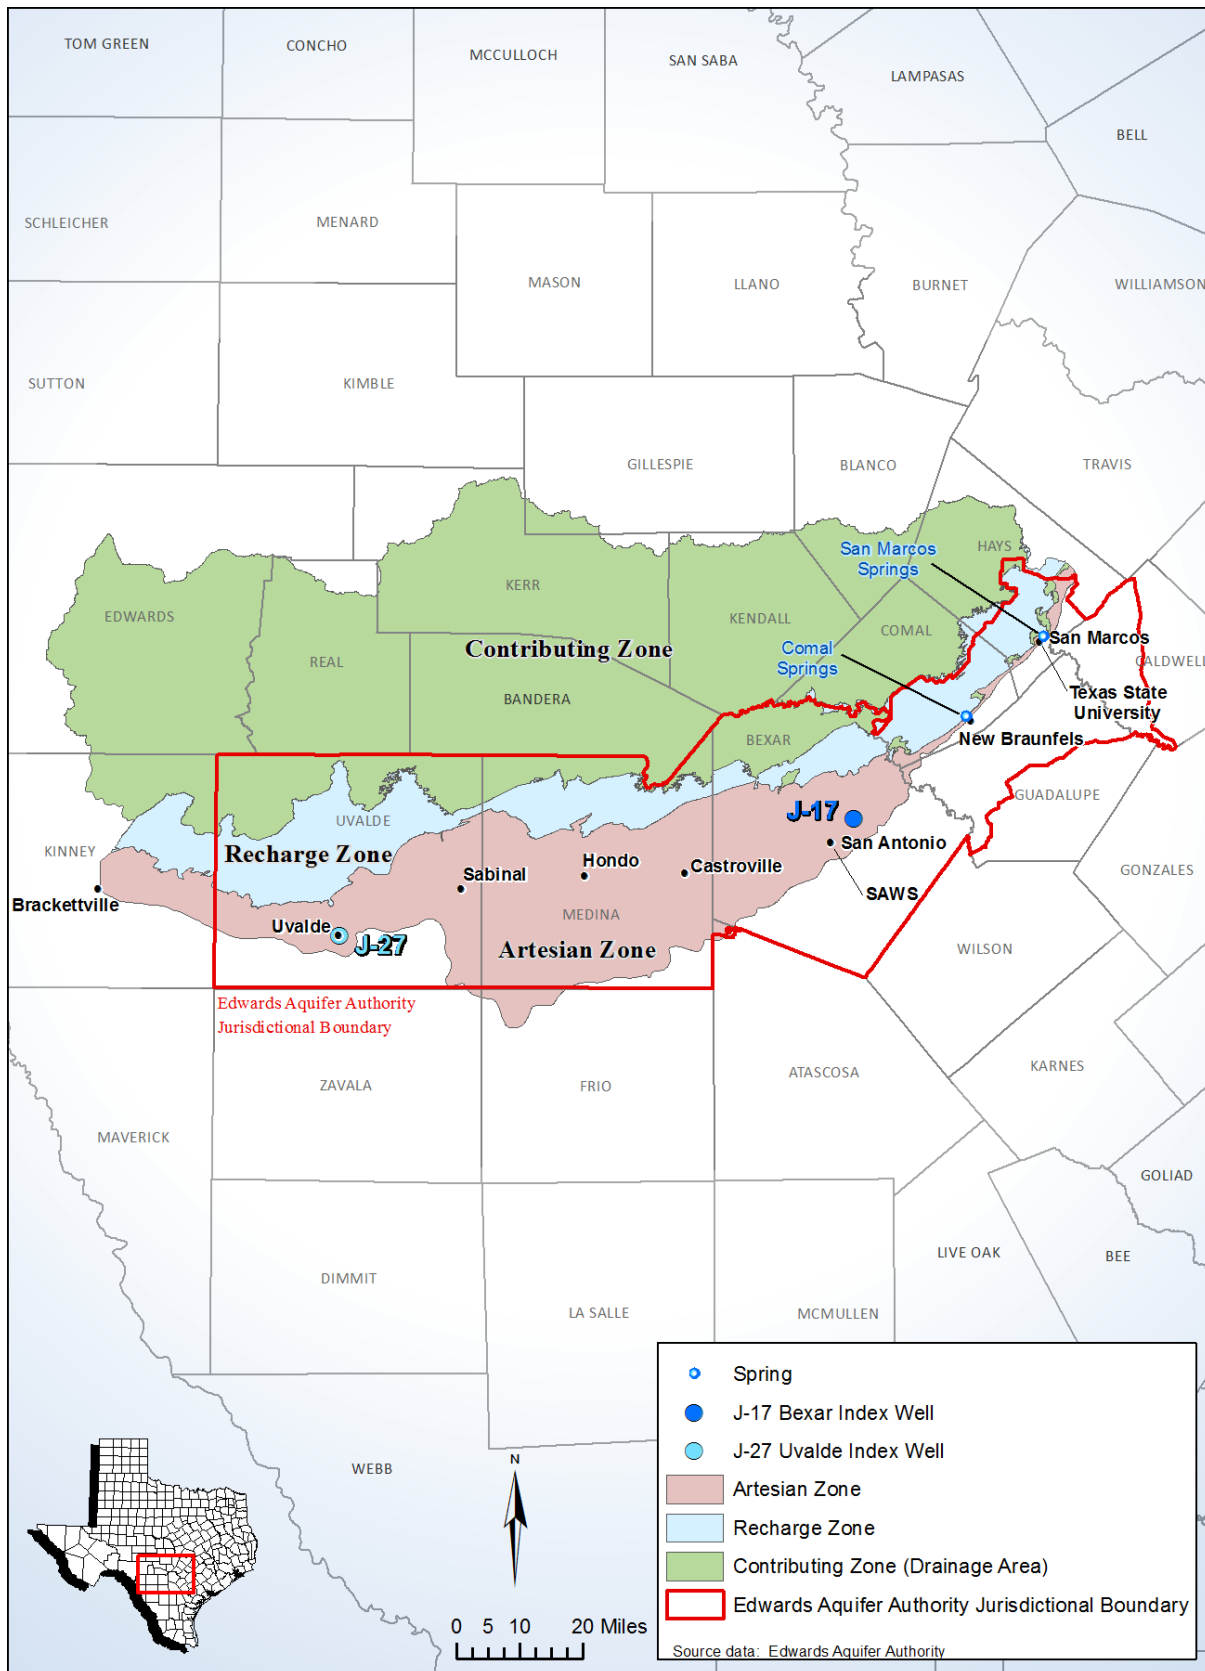 TOM GREEN
CONCHO
MCCULLOCH
SAN SABA
LAMPASAS
BELL
SCHLEICHER
MENARD
MASON
LLANO
BURNET
WILLIAMSON
SUTTON
KIMBLE
GILLESPIE
BLANCO
TRAVIS
San Marcos
Springs
HAYS
EDWARDS
KERR
KENDALL
COMAL
REAL
Contributing Zone
Comal
Springs
San Marcos
CALDWELL
BANDERA
Texas State
University
BEXAR
New Braunfels
GUADALUPE
UVALDE
J-17
KINNEY
Recharge Zone
Hondo
Castroville
San Antonio
GONZALES
Sabinal
SAWS
Brackettville
MEDINA
Uvalde
J-27
Artesian Zone
WILSON
Edwards Aquifer Authority
Jurisdictional Boundary
ZAVALA
FRIO
ATASCOSA
KARNES
MAVERICK
GOLIAD
DIMMIT
LA SALLE
MCMULLEN
LIVE OAK
BEE
WEBB
N
0 5 10 20 Miles
Spring
J-17 Bexar Index Well
J-27 Uvalde Index Well
Artesian Zone
Recharge Zone
Contributing Zone (Drainage Area)
Edwards Aquifer Authority Jurisdictional Boundary
Source data: Edwards Aquifer Authority